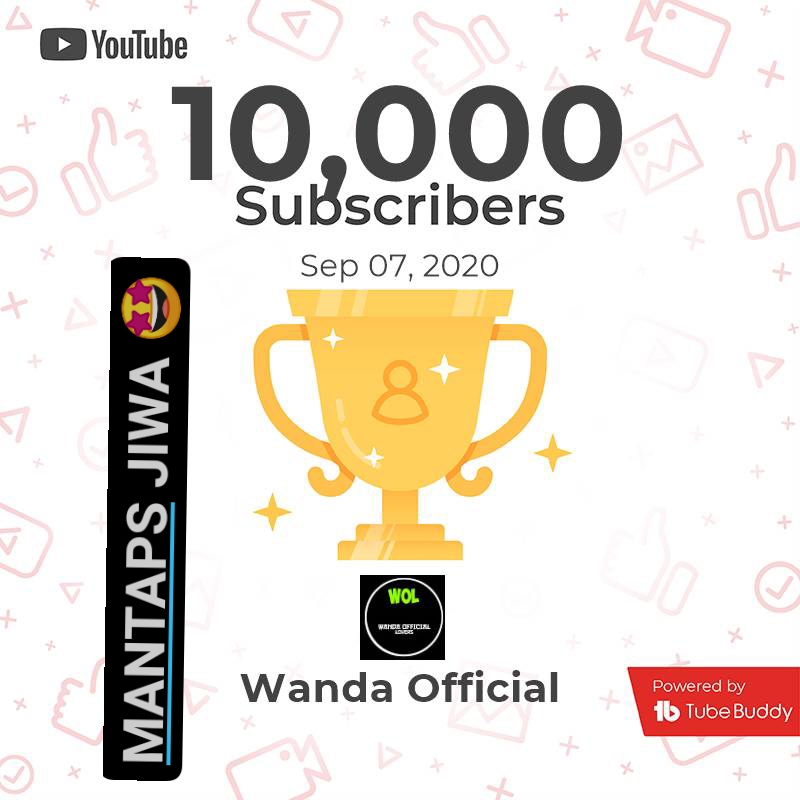 YouTube
10,000
Subscribers
Sep 07, 2020
MANTAPS JIWA
WOL
WANDA OFFICIAL
LOVERS
Wanda Official
Powered by
TubeBuddy